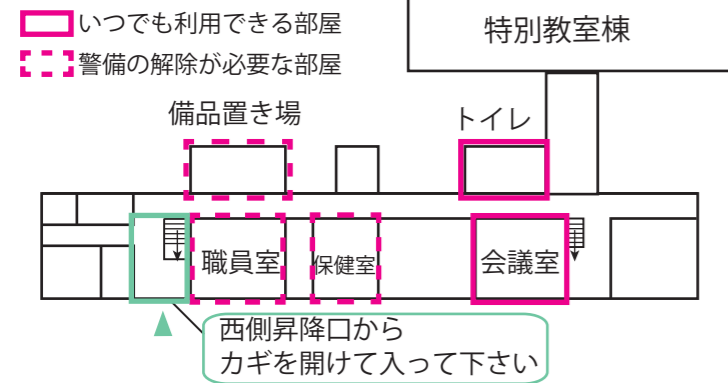 いつでも利用できる部屋
警備の解除が必要な部屋
特別教室棟
備品置き場
トイレ
職員室
保健室
会議室
西側昇降口から
カギを開けて入って下さい